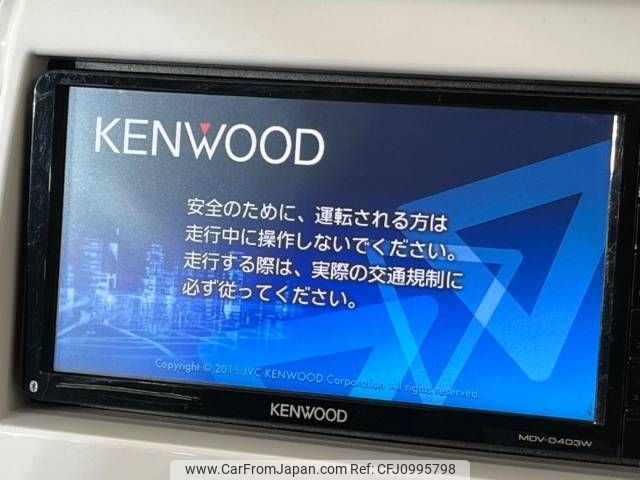 KENWOOD
安全のために、運転される方は
走行中に操作しないでください。
走行する際は、実際の交通規制に
必ず従ってください。
Copyright © 2015 JVC KENWOOD Corporation All rights reserved.
KENWOOD
MDV-D403W
www.CarFromJapan.com | Ref No. CFJ0995798